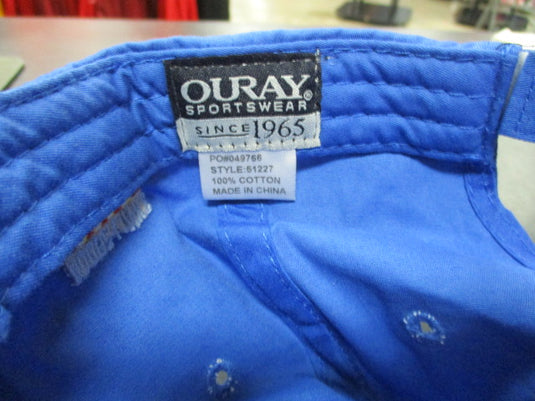 OURAY®
SPORTSWEAR
SINCE 1965
PO#049766
STYLE:51227
100% COTTON
MADE IN CHINA